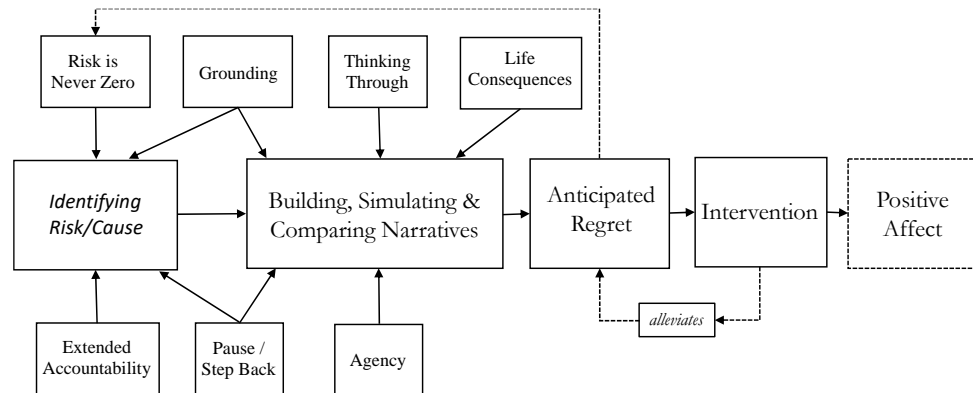 Risk is
Never Zero
Grounding
Thinking
Through
Life
Consequences
Identifying
Risk/Cause
Building, Simulating &
Comparing Narratives
Anticipated
Regret
Intervention
Positive
Affect
alleviates
Extended
Accountability
Pause /
Step Back
Agency